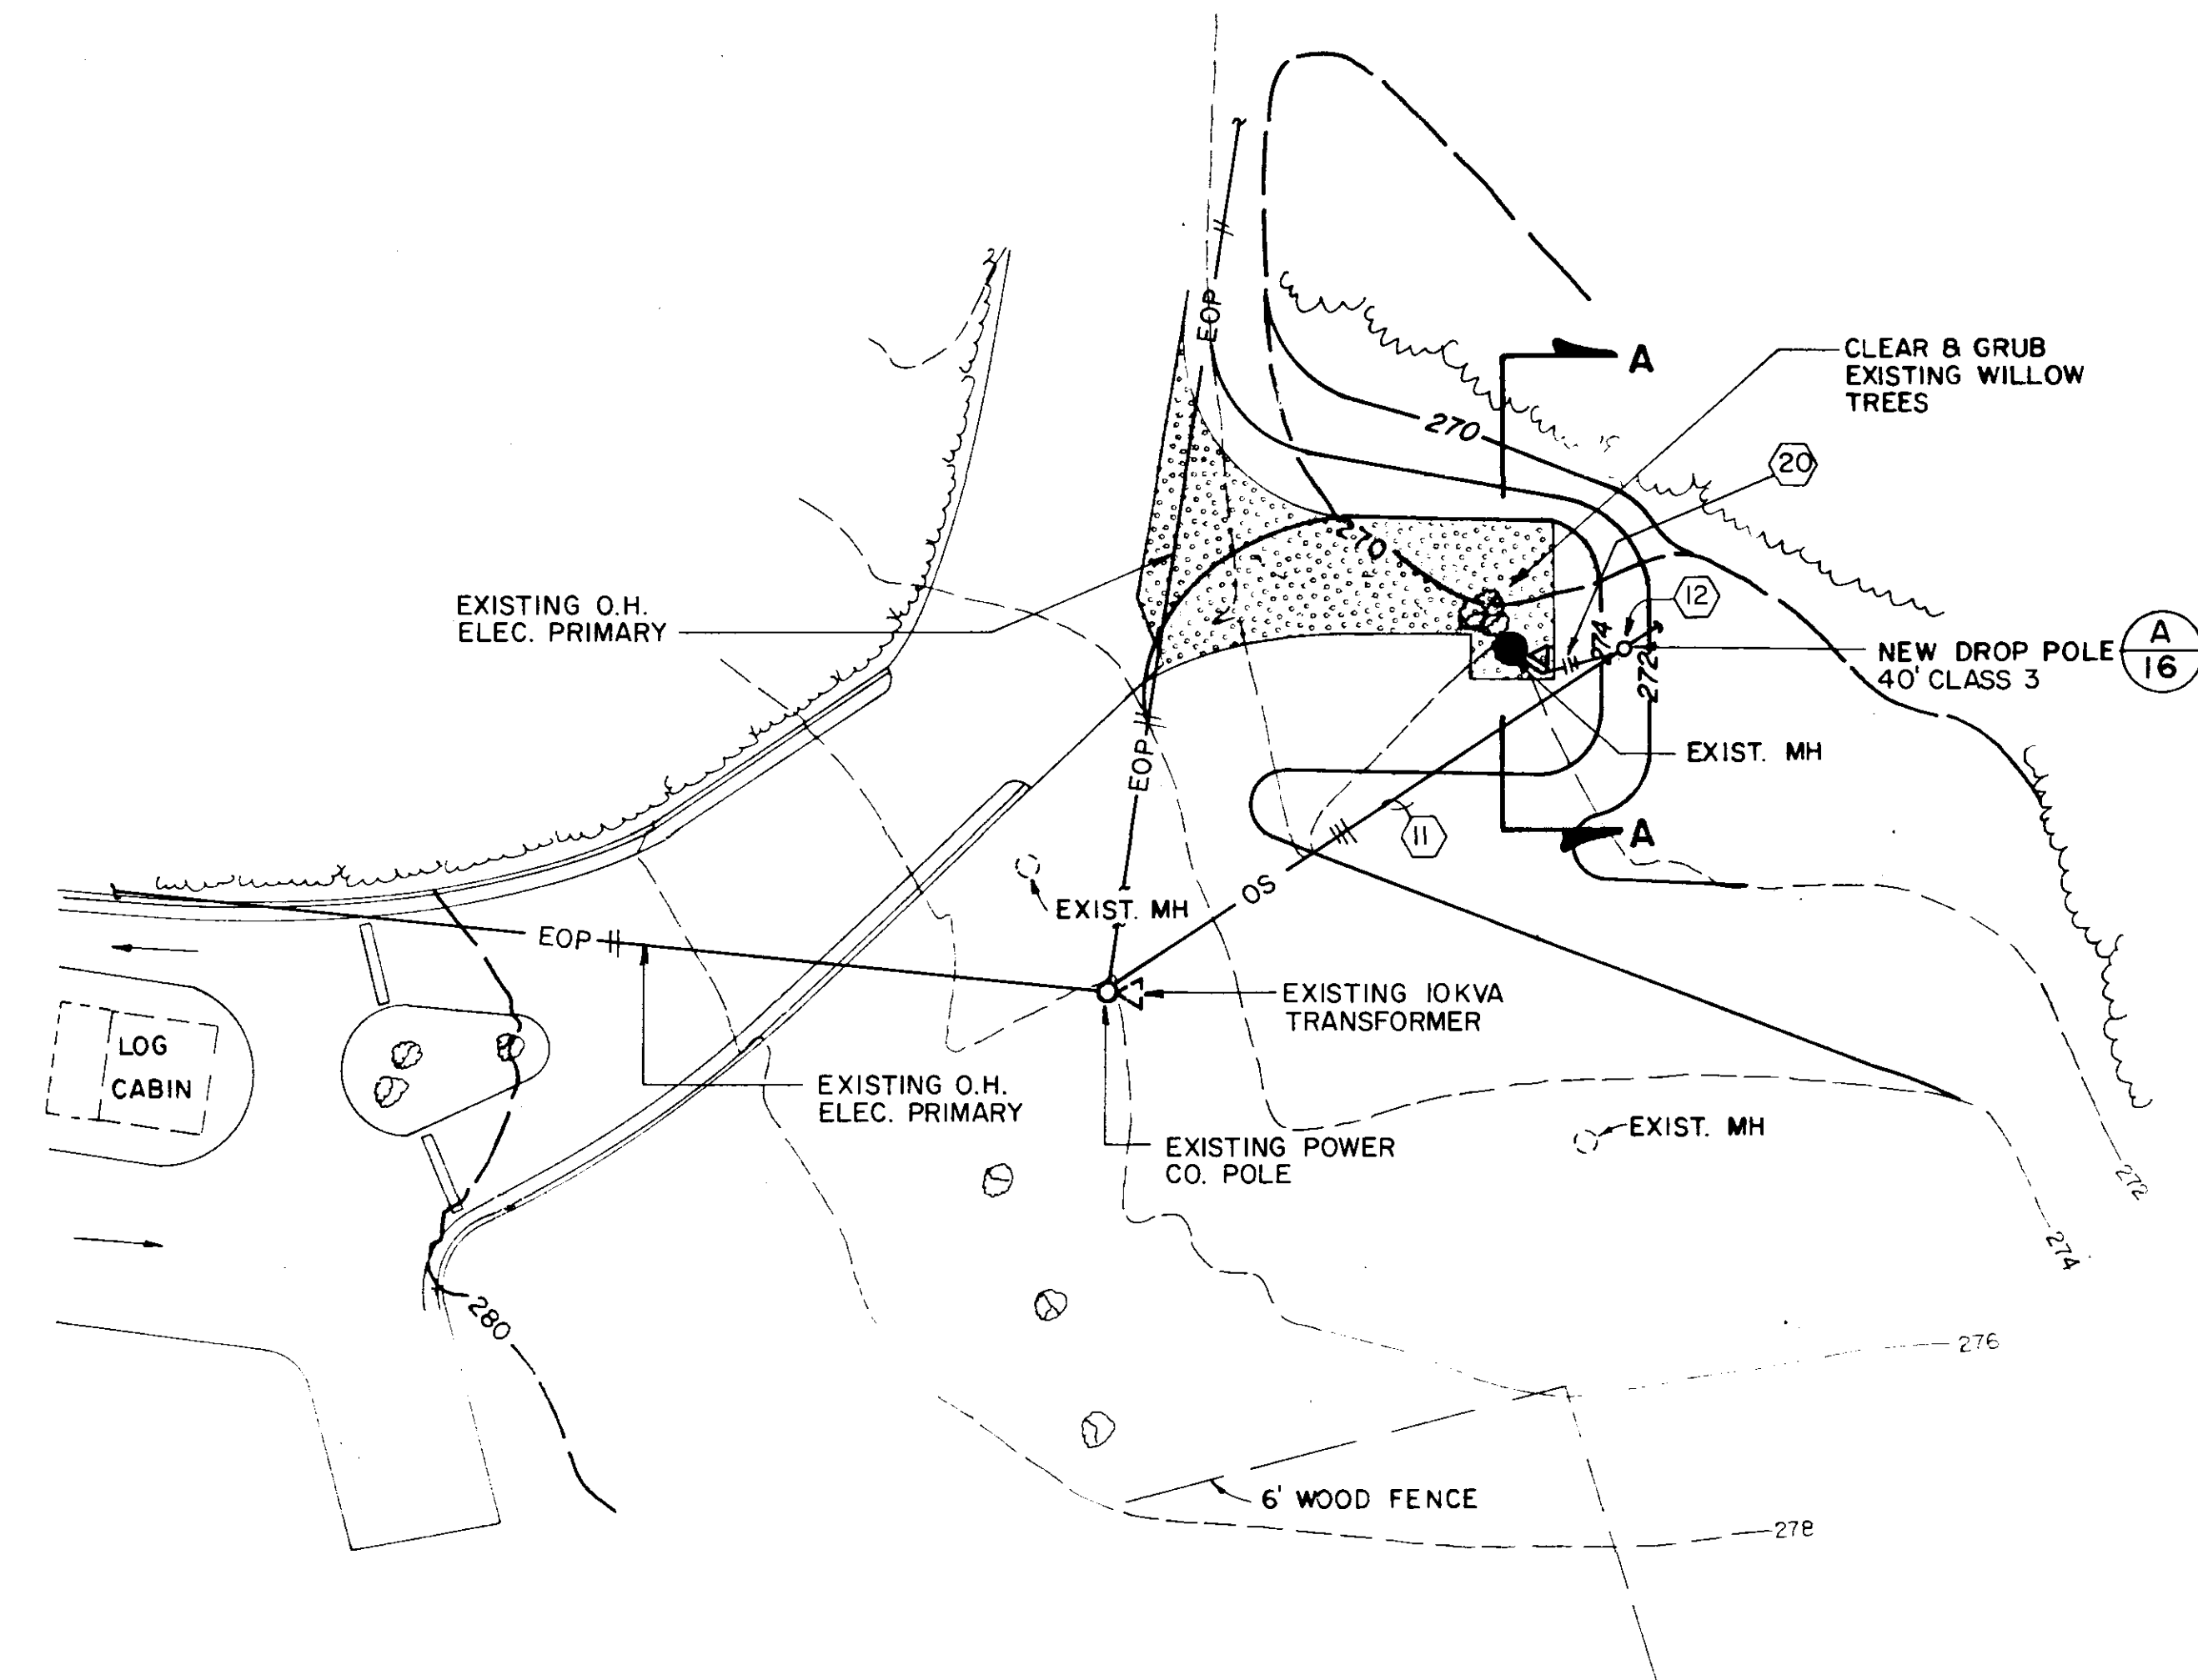 EOP
A
CLEAR & GRUB
EXISTING WILLOW
TREES
270
20
270
EXISTING O.H.
ELEC. PRIMARY
12
A
16
NEW DROP POLE
40' CLASS 3
274
272
EXIST. MH
EOP
11
A
OS
EXIST. MH
EOP
EXISTING 10KVA
TRANSFORMER
LOG
CABIN
EXISTING O.H.
ELEC. PRIMARY
EXIST. MH
EXISTING POWER
CO. POLE
272
274
280
276
6' WOOD FENCE
278